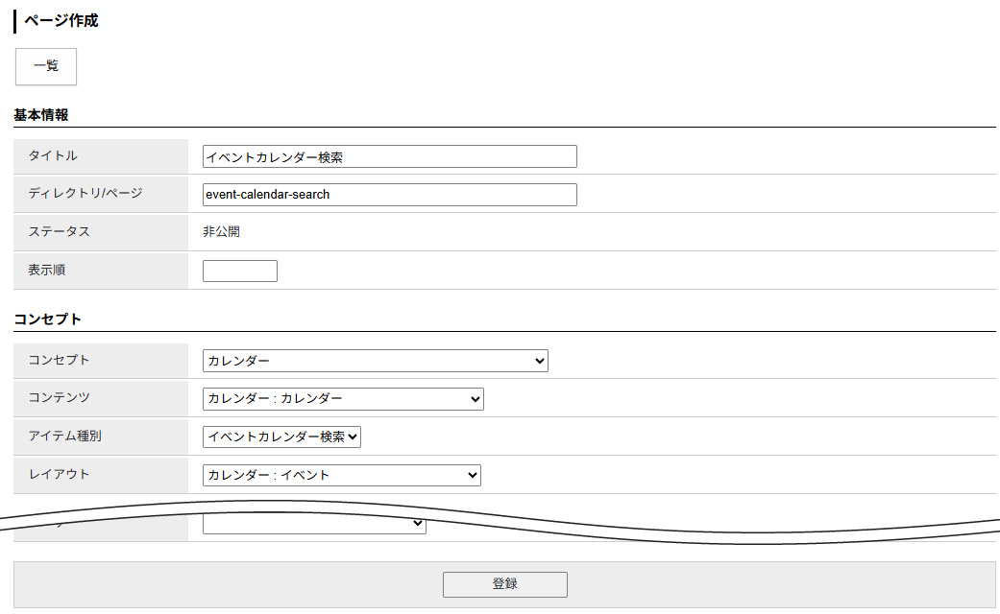 ページ作成
一覧
基本情報
タイトル イベントカレンダー検索
ディレクトリ/ページ event-calendar-search
ステータス 非公開
表示順
コンセプト
コンセプト カレンダー
コンテンツ カレンダー : カレンダー
アイテム種別 イベントカレンダー検索
レイアウト カレンダー : イベント
登録